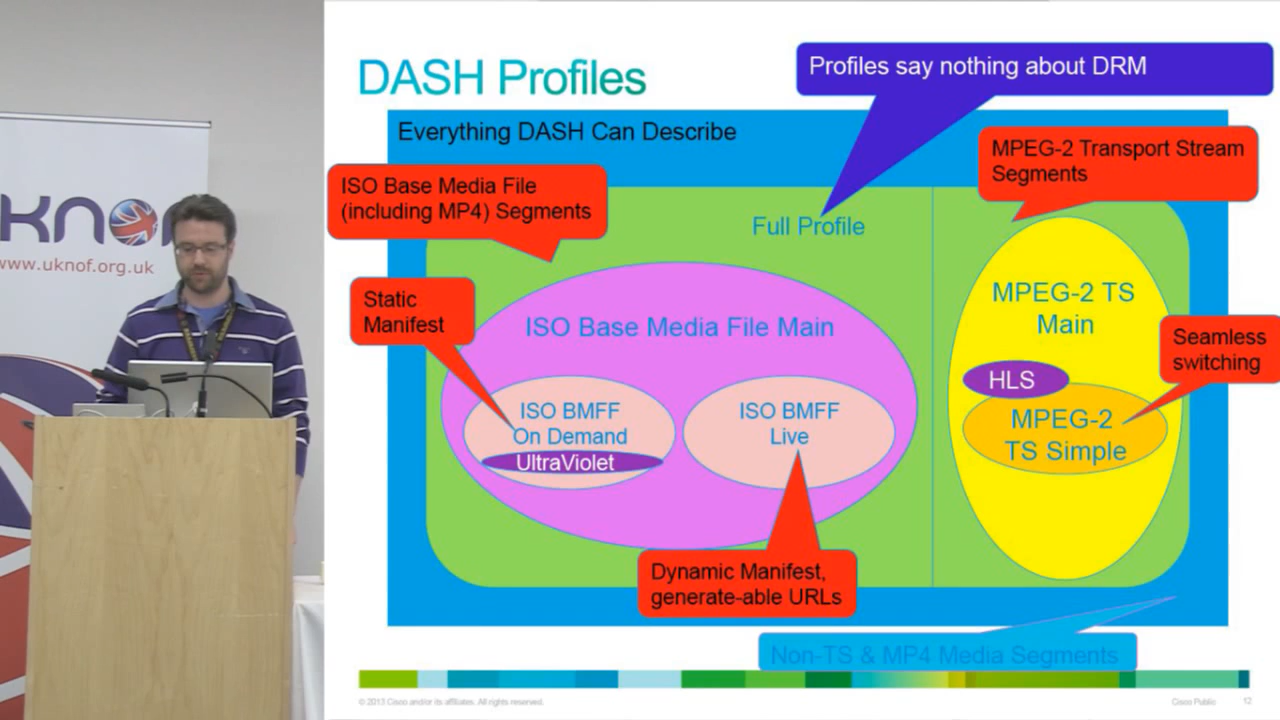 KNOF
www.uknof.org.uk
DASH Profiles
Profiles say nothing about DRM
Everything DASH Can Describe
MPEG-2 Transport Stream
Segments
ISO Base Media File
(including MP4) Segments
Full Profile
Static
Manifest
MPEG-2 TS
Main
ISO Base Media File Main
Seamless
switching
HLS
ISO BMFF
On Demand
UltraViolet
ISO BMFF
Live
MPEG-2
TS Simple
Dynamic Manifest,
generate-able URLs
Non-TS & MP4 Media Segments
© 2013 Cisco and/or its affiliates. All rights reserved.
Cisco Public
12